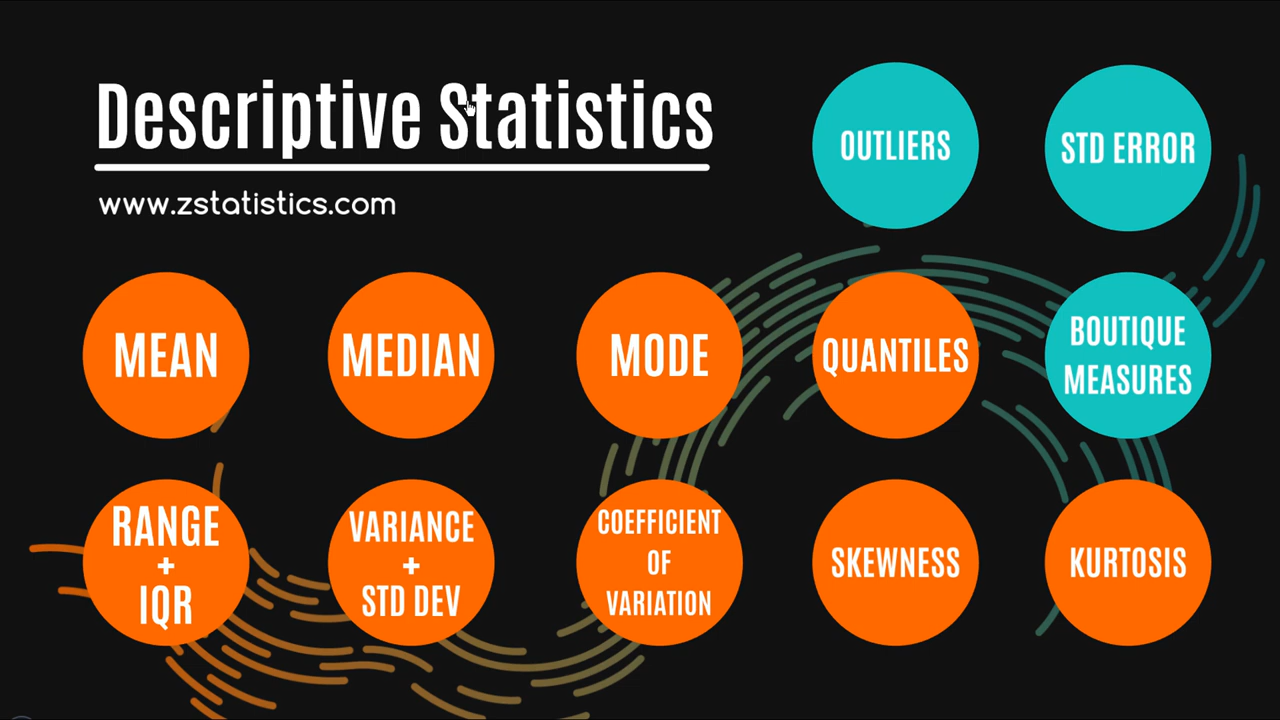 Descriptive Statistics
www.zstatistics.com
OUTLIERS
STD ERROR
MEAN
MEDIAN
MODE
QUANTILES
BOUTIQUE
MEASURES
RANGE
+
IQR
VARIANCE
+
STD DEV
COEFFICIENT
OF
VARIATION
SKEWNESS
KURTOSIS